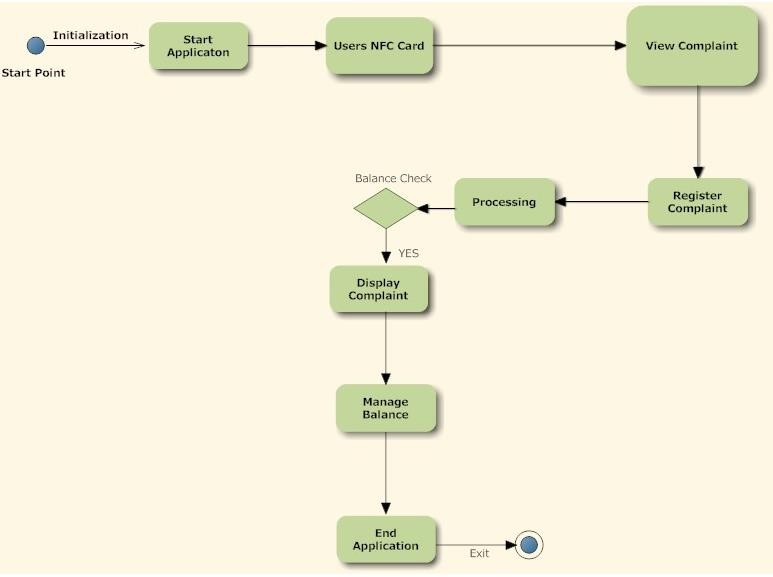 Initialization
Start Point
Start
Applicaton
Users NFC Card
View Complaint
Register
Complaint
Processing
Balance Check
YES
Display
Complaint
Manage
Balance
End
Application
Exit